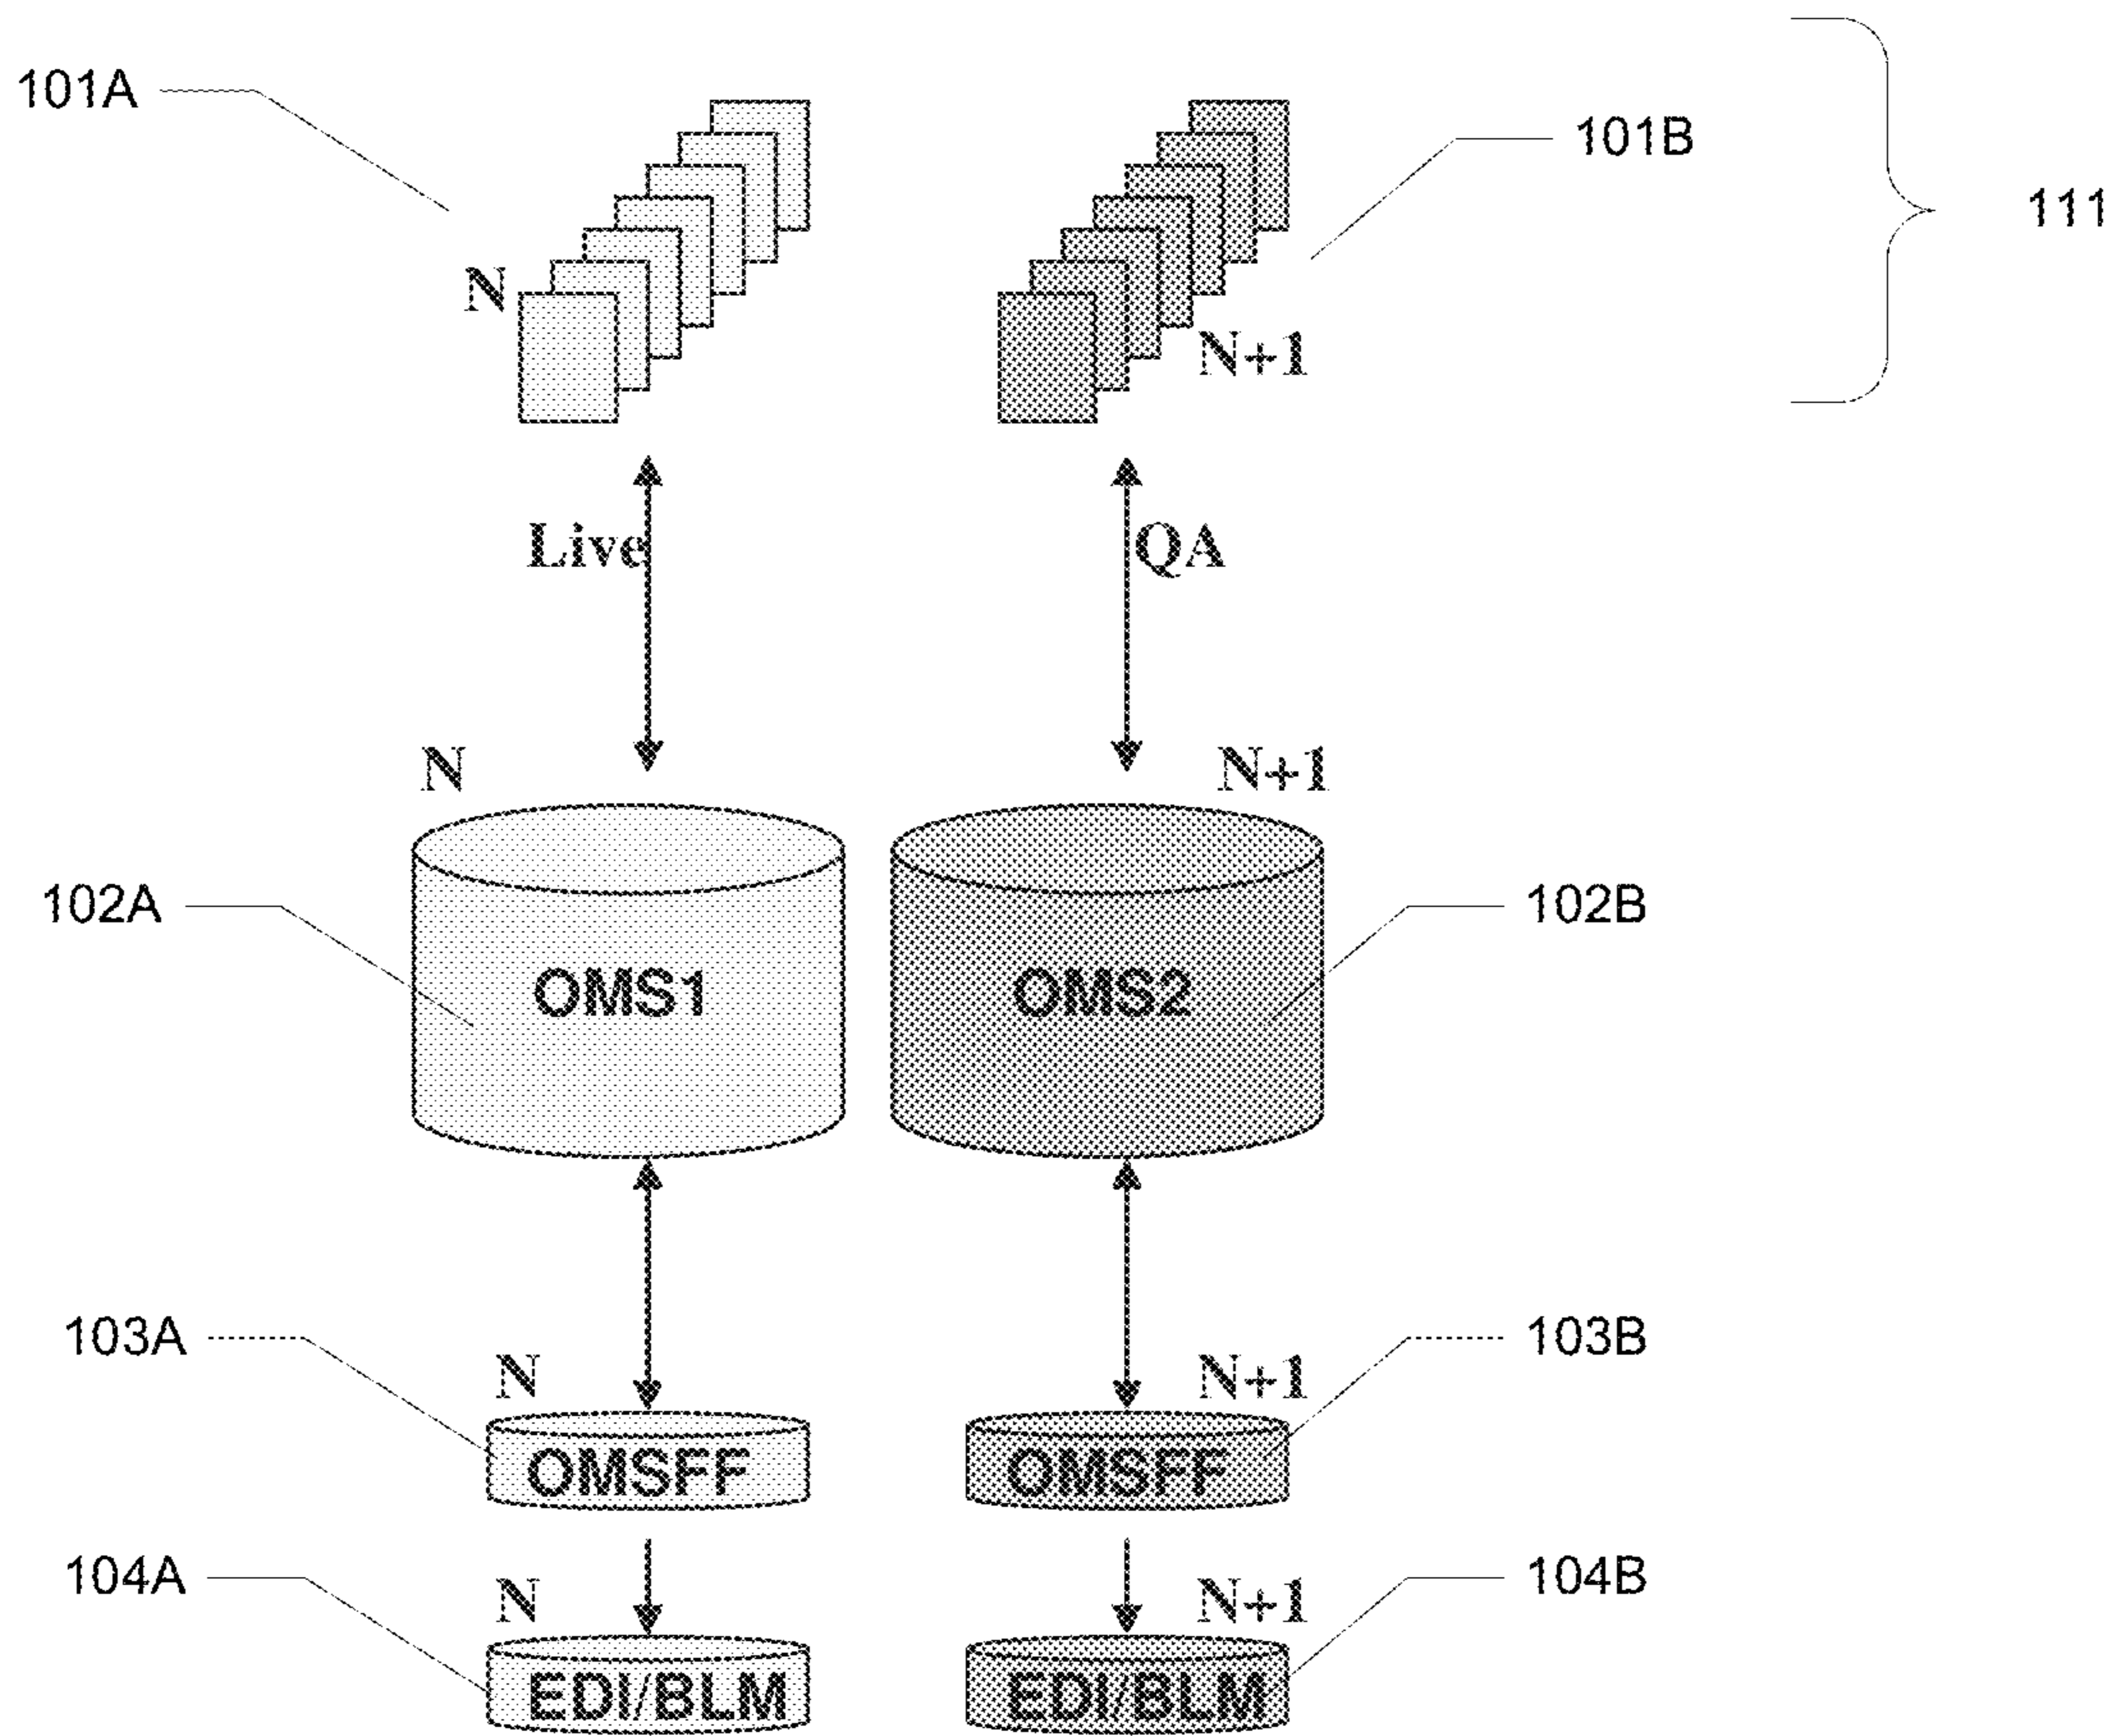 101A
101B
111
N
N+1
Live
QA
N
N+1
102A
102B
OMS1
OMS2
103A
103B
N
N+1
OMSFF
OMSFF
104A
104B
N
N+1
EDI/BLM
EDI/BLM